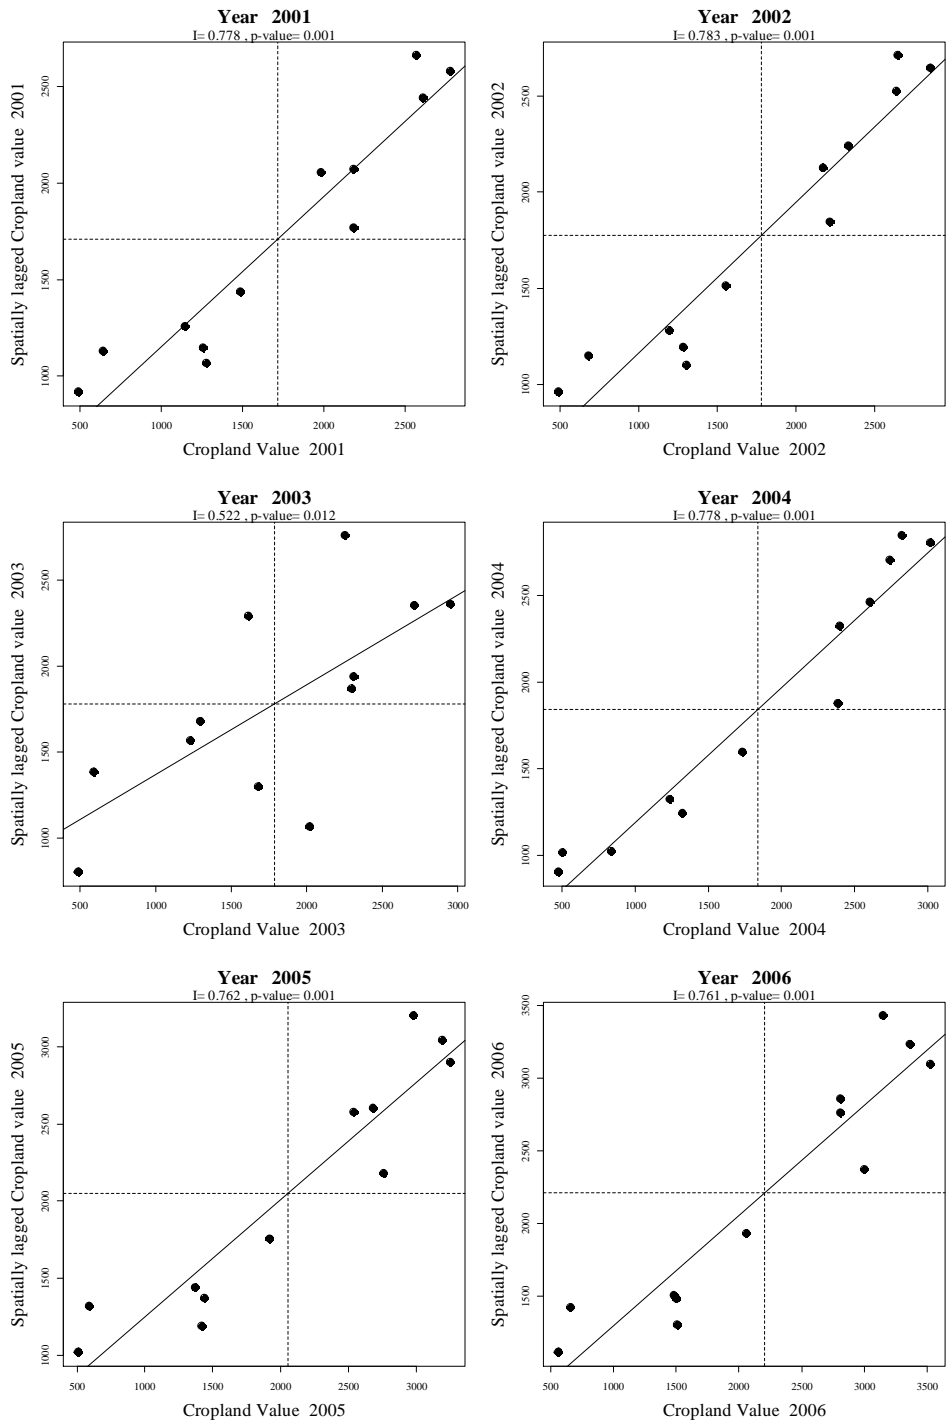 Year 2001
I= 0.778 , p-value= 0.001
Spatially lagged Cropland value 2001
2500
2000
1500
1000
500 1000 1500 2000 2500
Cropland Value 2001
Year 2002
I= 0.783 , p-value= 0.001
Spatially lagged Cropland value 2002
2500
2000
1500
1000
500 1000 1500 2000 2500
Cropland Value 2002
Year 2003
I= 0.522 , p-value= 0.012
Spatially lagged Cropland value 2003
2500
2000
1500
1000
500 1000 1500 2000 2500 3000
Cropland Value 2003
Year 2004
I= 0.778 , p-value= 0.001
Spatially lagged Cropland value 2004
2500
2000
1500
1000
500 1000 1500 2000 2500 3000
Cropland Value 2004
Year 2005
I= 0.762 , p-value= 0.001
Spatially lagged Cropland value 2005
3000
2500
2000
1500
1000
500 1000 1500 2000 2500 3000
Cropland Value 2005
Year 2006
I= 0.761 , p-value= 0.001
Spatially lagged Cropland value 2006
3500
3000
2500
2000
1500
500 1000 1500 2000 2500 3000 3500
Cropland Value 2006